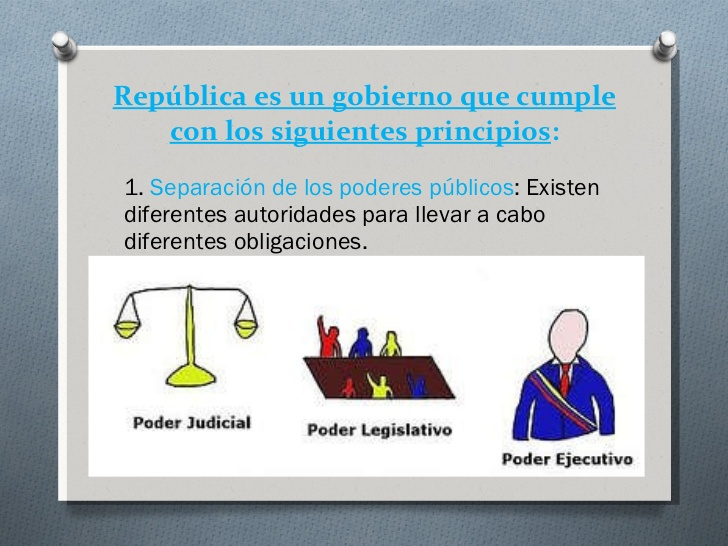 República es un gobierno que cumple
con los siguientes principios:
1. Separación de los poderes públicos: Existen
diferentes autoridades para llevar a cabo
diferentes obligaciones.
Poder Judicial
Poder Legislativo
Poder Ejecutivo